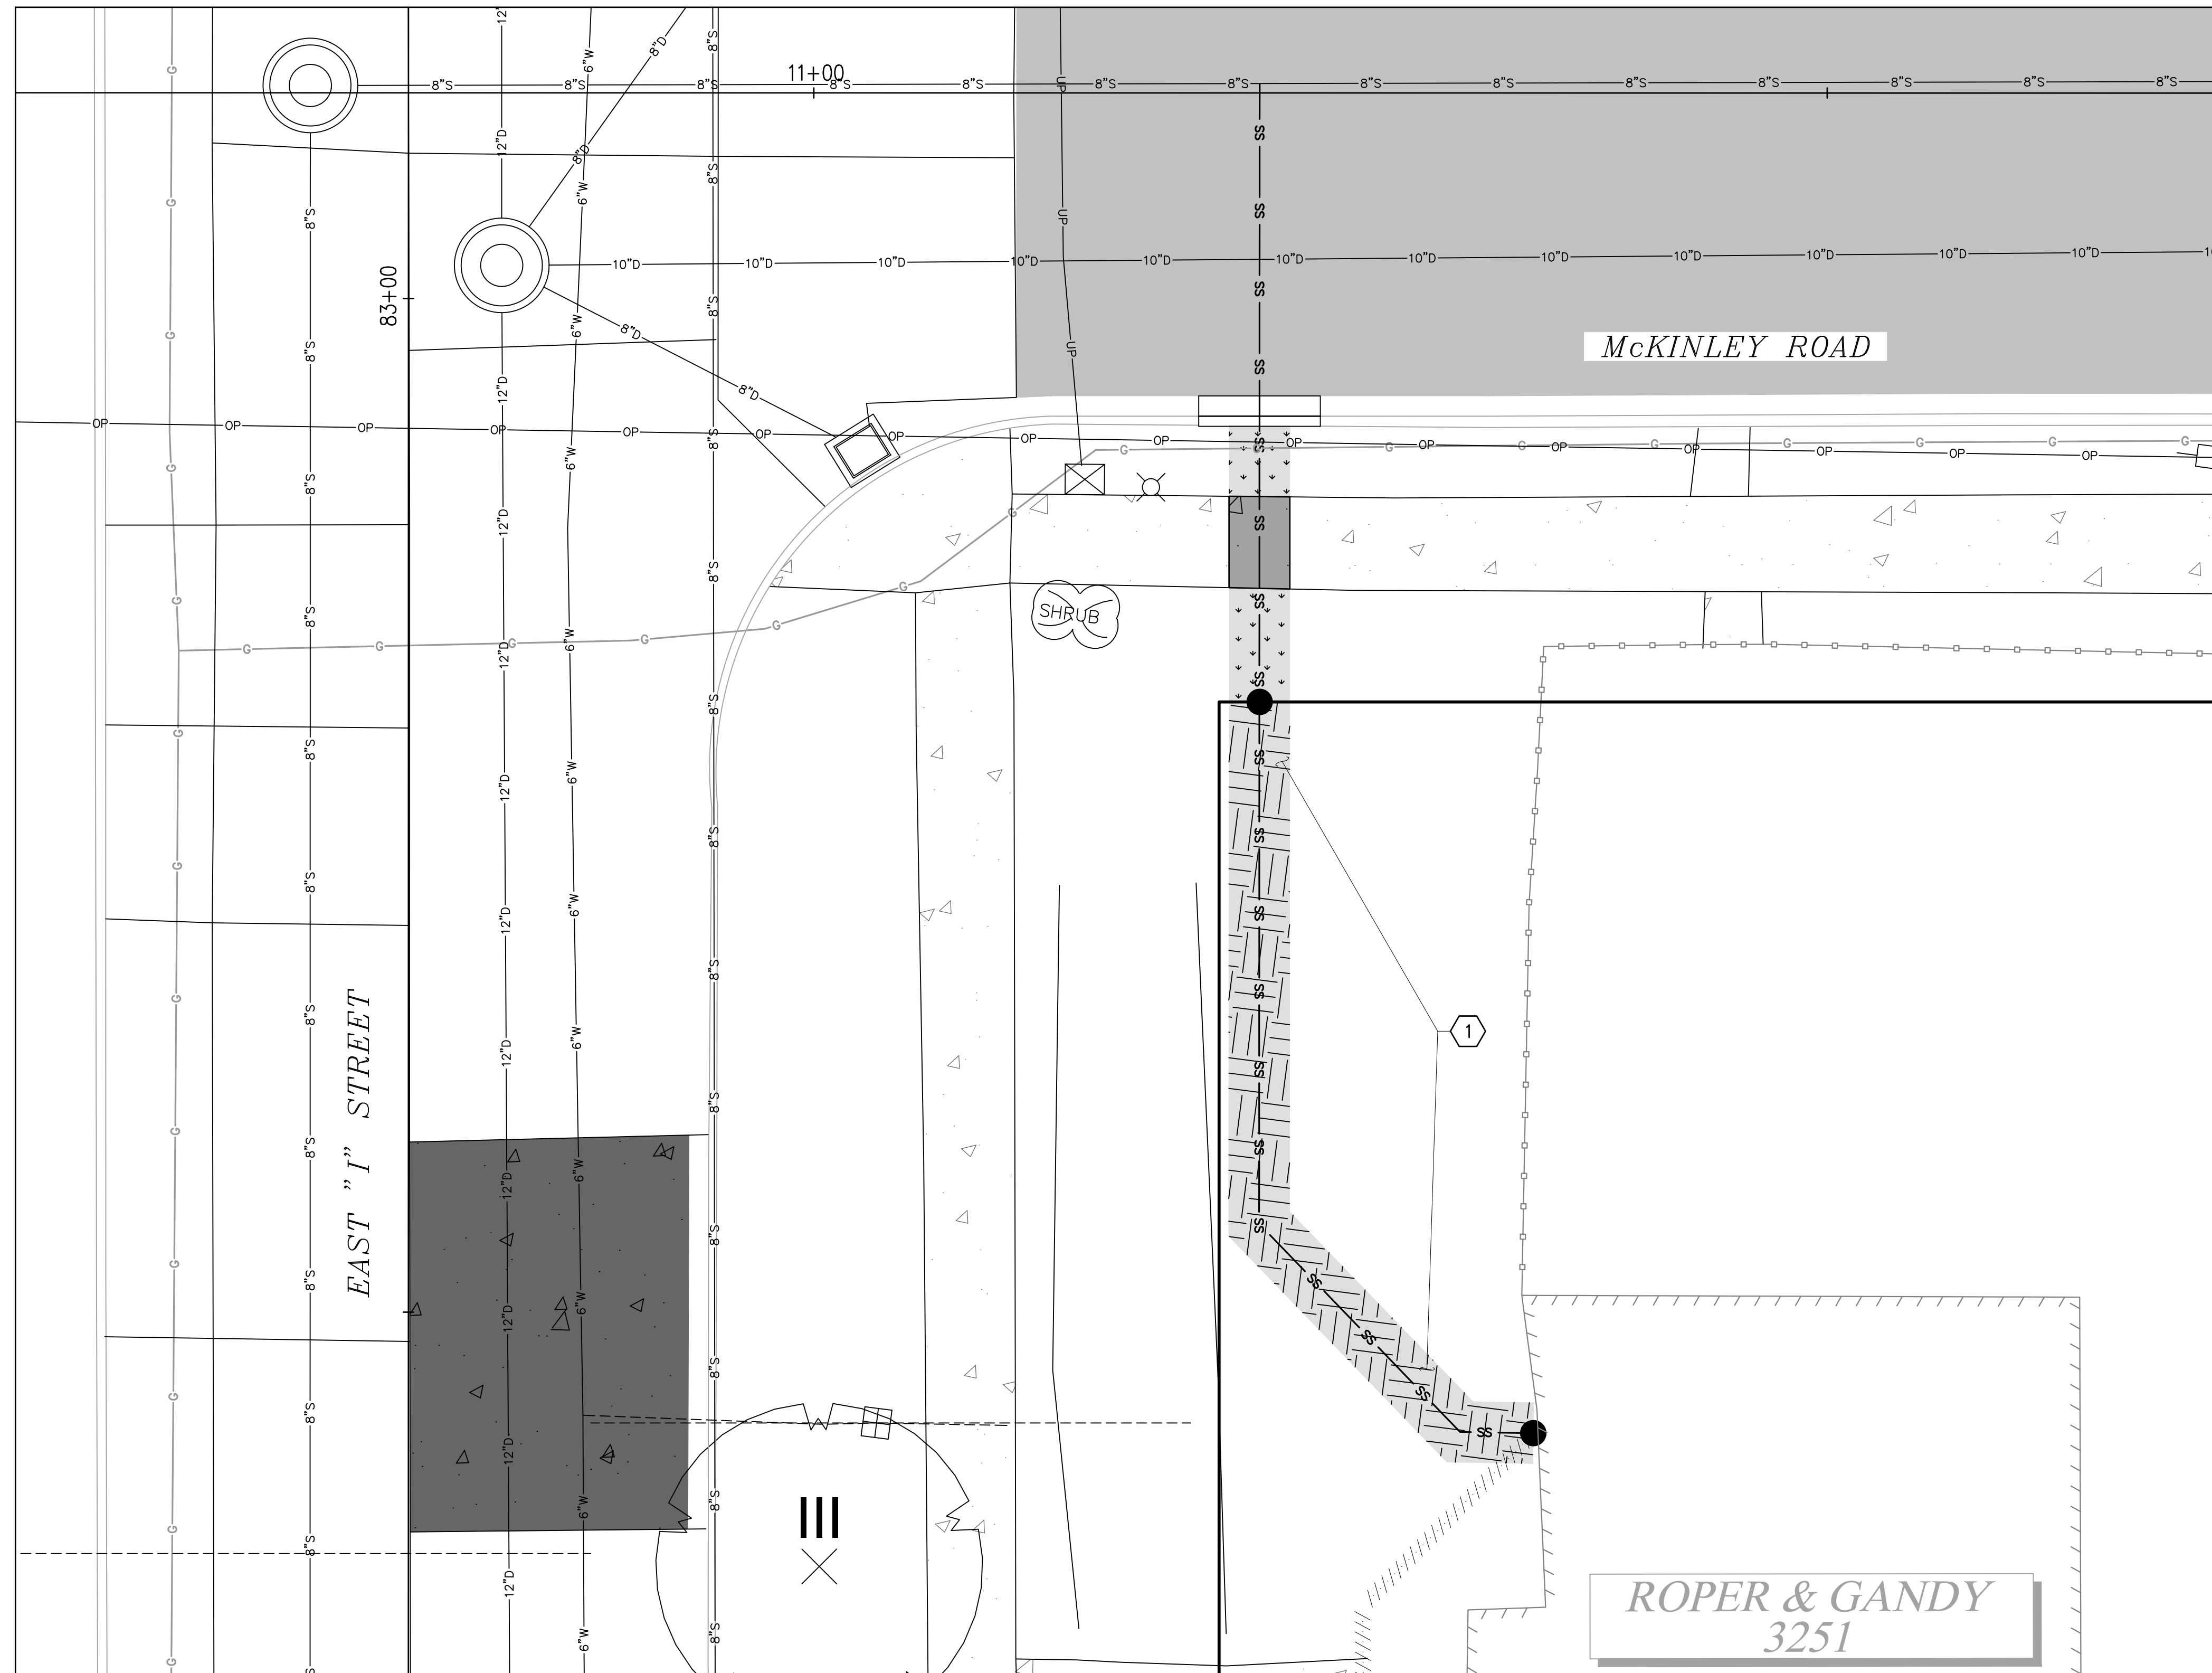 11+00
83+00
12"D
6"W
8"D
8"S
10"D
UP
SS
OP
G
McKINLEY ROAD
SHRUB
1
EAST "I" STREET
ROPER & GANDY
3251